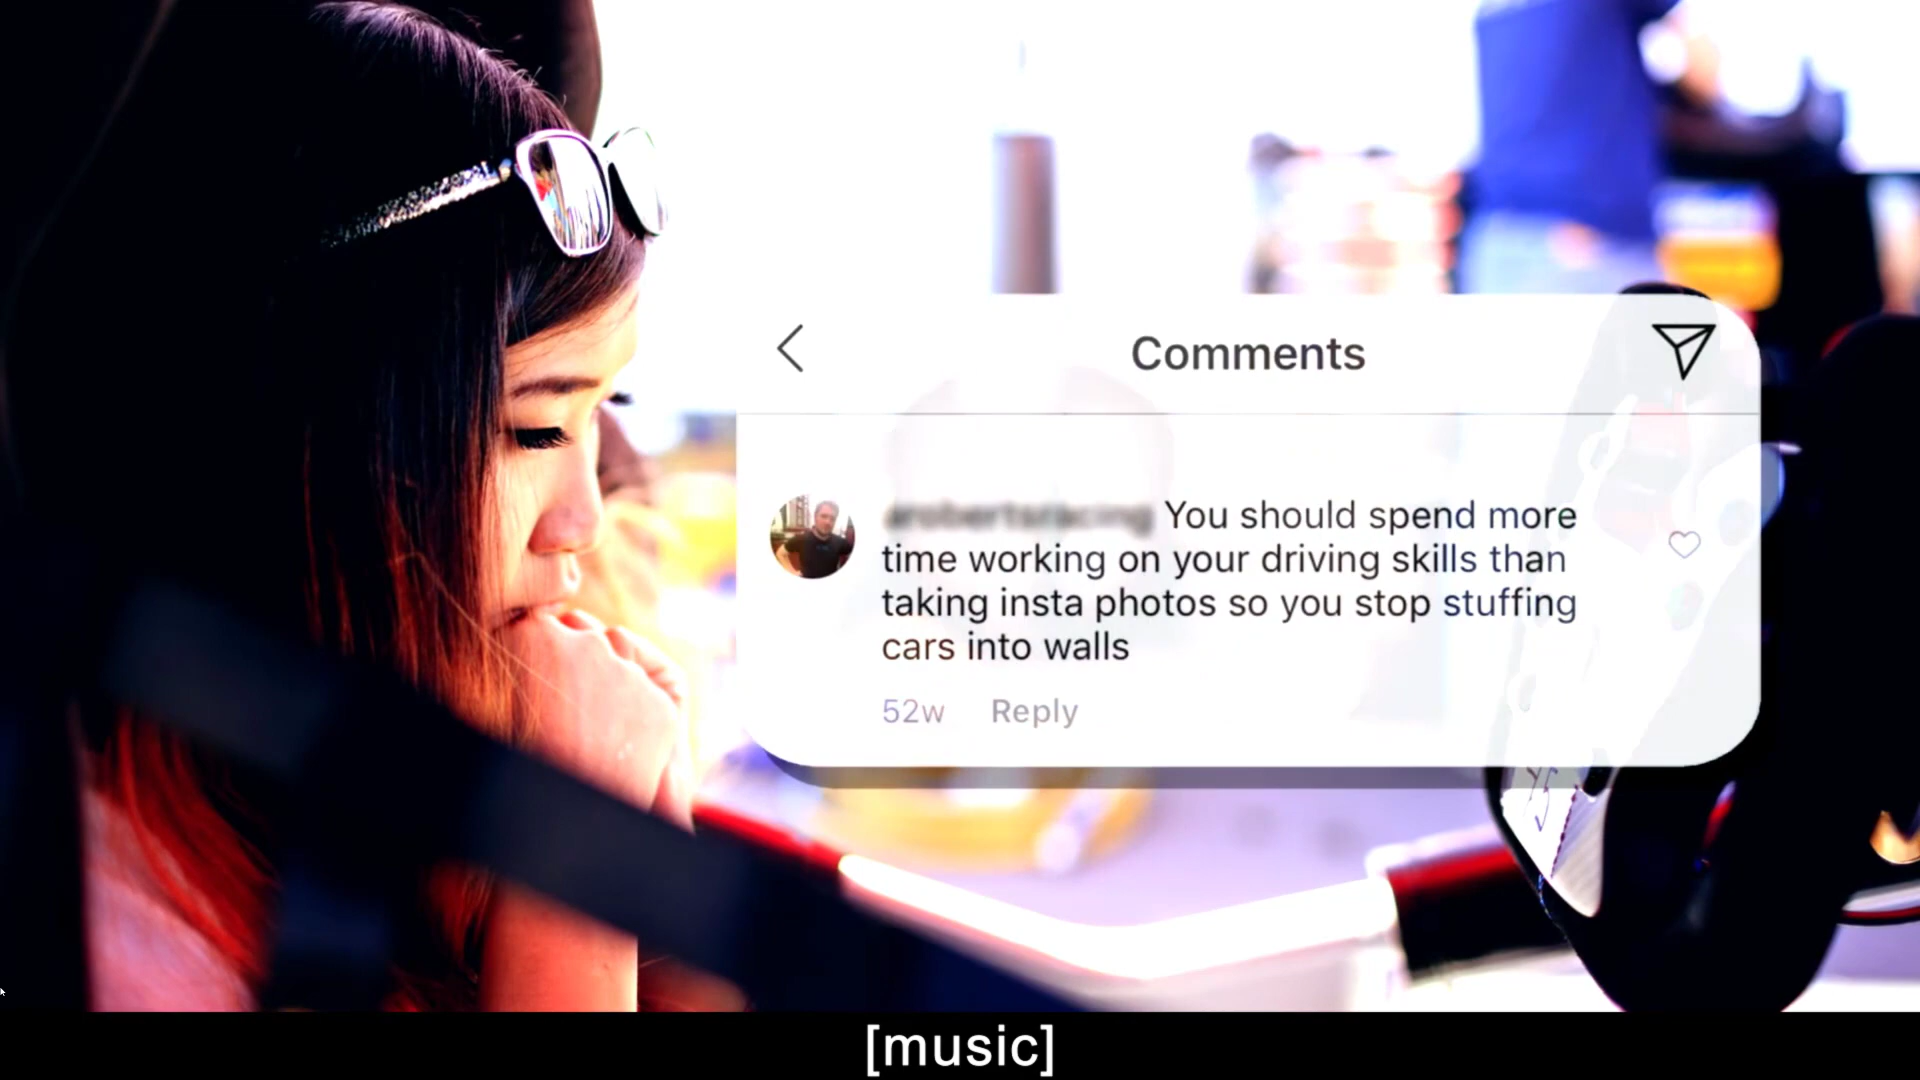 Comments
You should spend more
time working on your driving skills than
taking insta photos so you stop stuffing
cars into walls
52w Reply
[music]